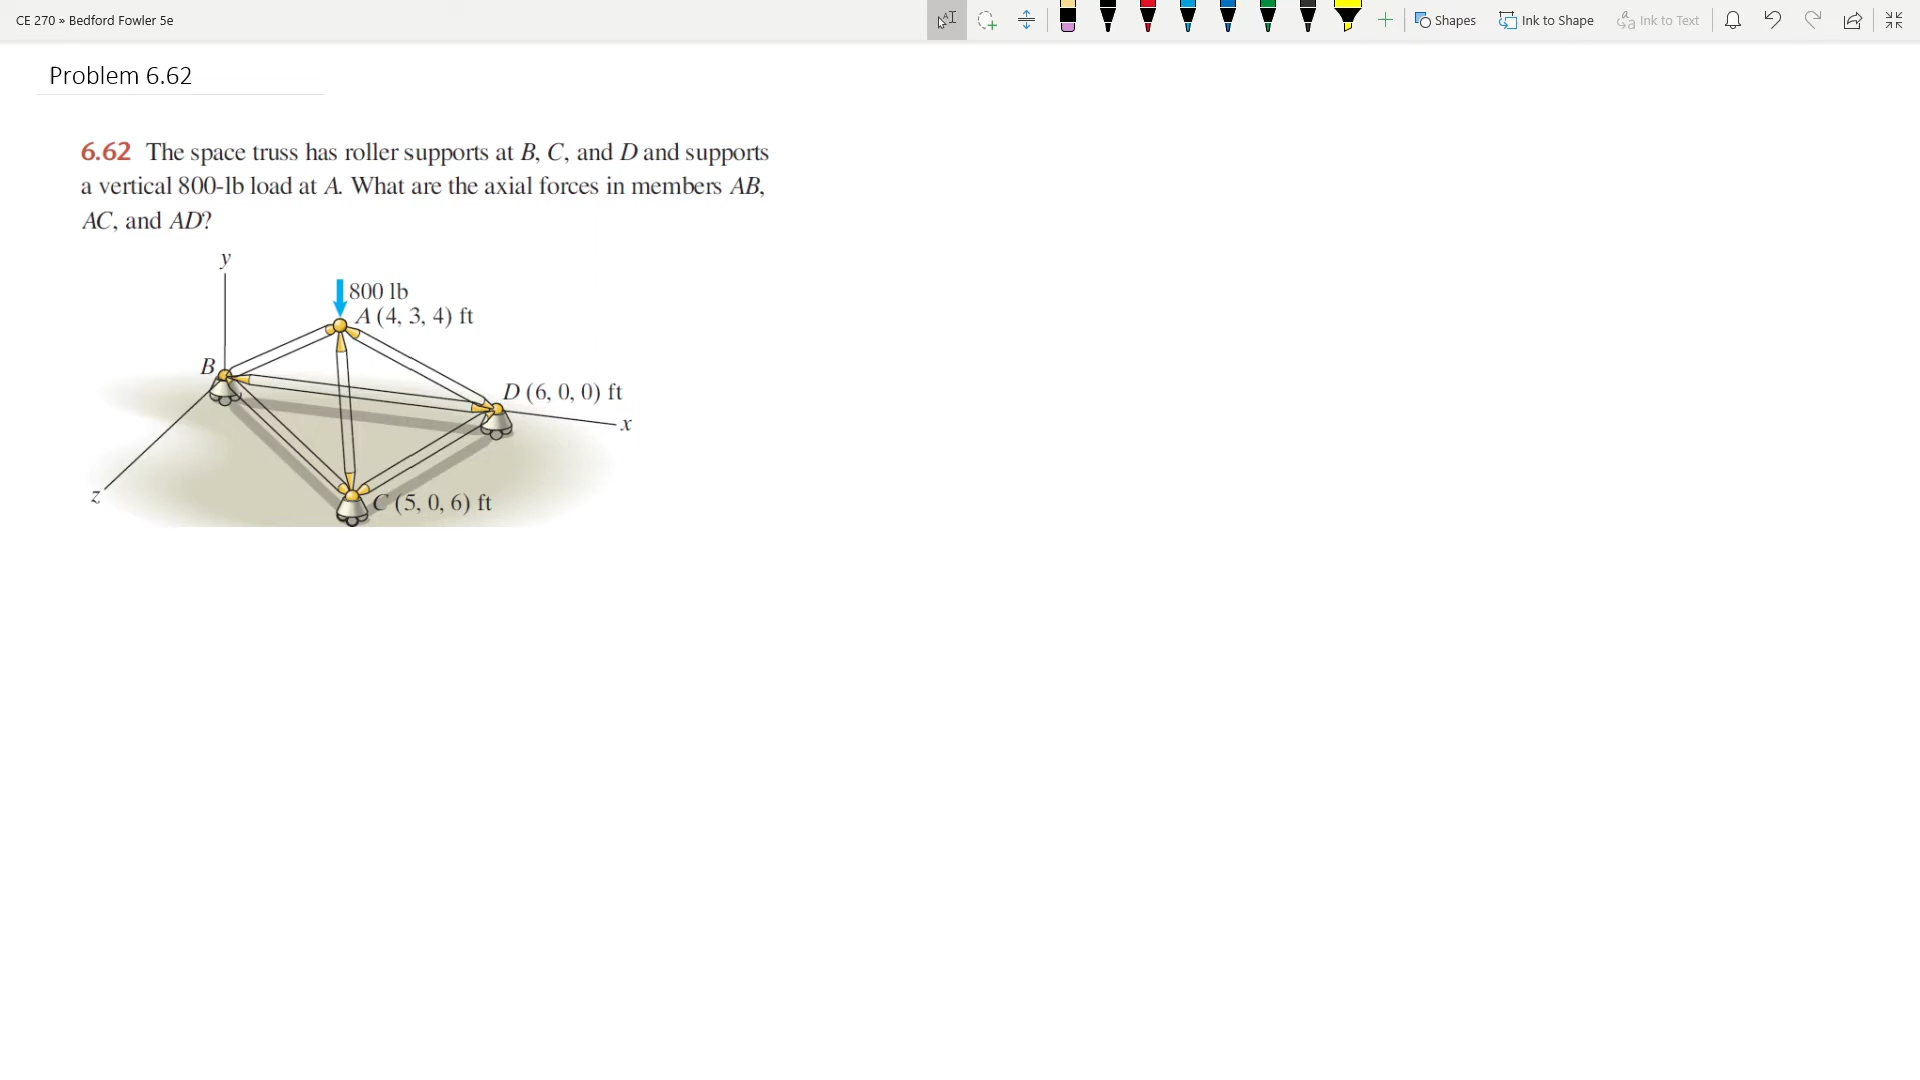 CE 270 » Bedford Fowler 5e
Shapes
Ink to Shape
Ink to Text
Problem 6.62
6.62 The space truss has roller supports at B, C, and D and supports
a vertical 800-lb load at A. What are the axial forces in members AB,
AC, and AD?
y
800 lb
A (4, 3, 4) ft
B
D (6, 0, 0) ft
x
z
C (5, 0, 6) ft